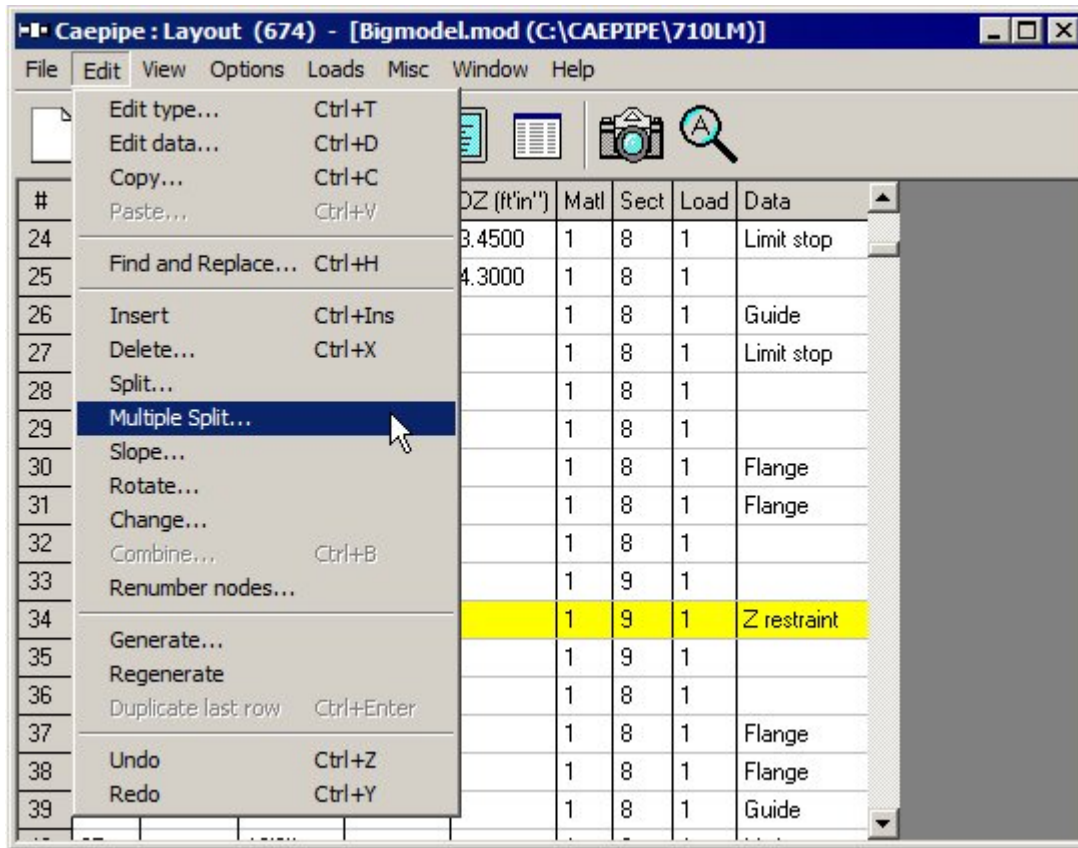 Caepipe : Layout (674) - [Bigmodel.mod (C:\CAEPIPE\710LM)]
File Edit View Options Loads Misc Window Help
Edit type... Ctrl+T
Edit data... Ctrl+D
Copy... Ctrl+C
Paste... Ctrl+V
Find and Replace... Ctrl+H
Insert Ctrl+Ins
Delete... Ctrl+X
Split...
Multiple Split...
Slope...
Rotate...
Change...
Combine... Ctrl+B
Renumber nodes...
Generate...
Regenerate
Duplicate last row Ctrl+Enter
Undo Ctrl+Z
Redo Ctrl+Y
A
# DZ (ft'in") Matl Sect Load Data
24 3.4500 1 8 1 Limit stop
25 4.3000 1 8 1
26 1 8 1 Guide
27 1 8 1 Limit stop
28 1 8 1
29 1 8 1
30 1 8 1 Flange
31 1 8 1 Flange
32 1 8 1
33 1 9 1
34 1 9 1 Z restraint
35 1 9 1
36 1 8 1
37 1 8 1 Flange
38 1 8 1 Flange
39 1 8 1 Guide